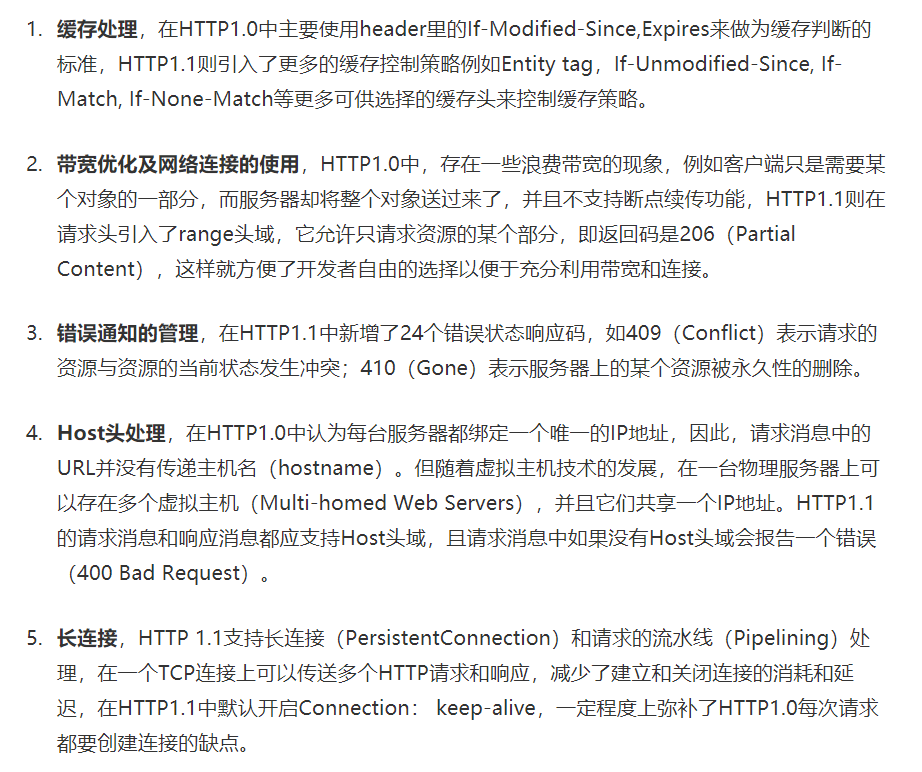 1. 缓存处理，在HTTP1.0中主要使用header里的If-Modified-Since,Expires来做为缓存判断的
标准，HTTP1.1则引入了更多的缓存控制策略例如Entity tag，If-Unmodified-Since, If-
Match, If-None-Match等更多可供选择的缓存头来控制缓存策略。
2. 带宽优化及网络连接的使用，HTTP1.0中，存在一些浪费带宽的现象，例如客户端只是需要某
个对象的一部分，而服务器却将整个对象送过来了，并且不支持断点续传功能，HTTP1.1则在
请求头引入了range头域，它允许只请求资源的某个部分，即返回码是206（Partial
Content），这样就方便了开发者自由的选择以便于充分利用带宽和连接。
3. 错误通知的管理，在HTTP1.1中新增了24个错误状态响应码，如409（Conflict）表示请求的
资源与资源的当前状态发生冲突；410（Gone）表示服务器上的某个资源被永久性的删除。
4. Host头处理，在HTTP1.0中认为每台服务器都绑定一个唯一的IP地址，因此，请求消息中的
URL并没有传递主机名（hostname）。但随着虚拟主机技术的发展，在一台物理服务器上可
以存在多个虚拟主机（Multi-homed Web Servers），并且它们共享一个IP地址。HTTP1.1
的请求消息和响应消息都应支持Host头域，且请求消息中如果没有Host头域会报告一个错误
（400 Bad Request）。
5. 长连接，HTTP 1.1支持长连接（PersistentConnection）和请求的流水线（Pipelining）处
理，在一个TCP连接上可以传送多个HTTP请求和响应，减少了建立和关闭连接的消耗和延
迟，在HTTP1.1中默认开启Connection： keep-alive，一定程度上弥补了HTTP1.0每次请求
都要创建连接的缺点。